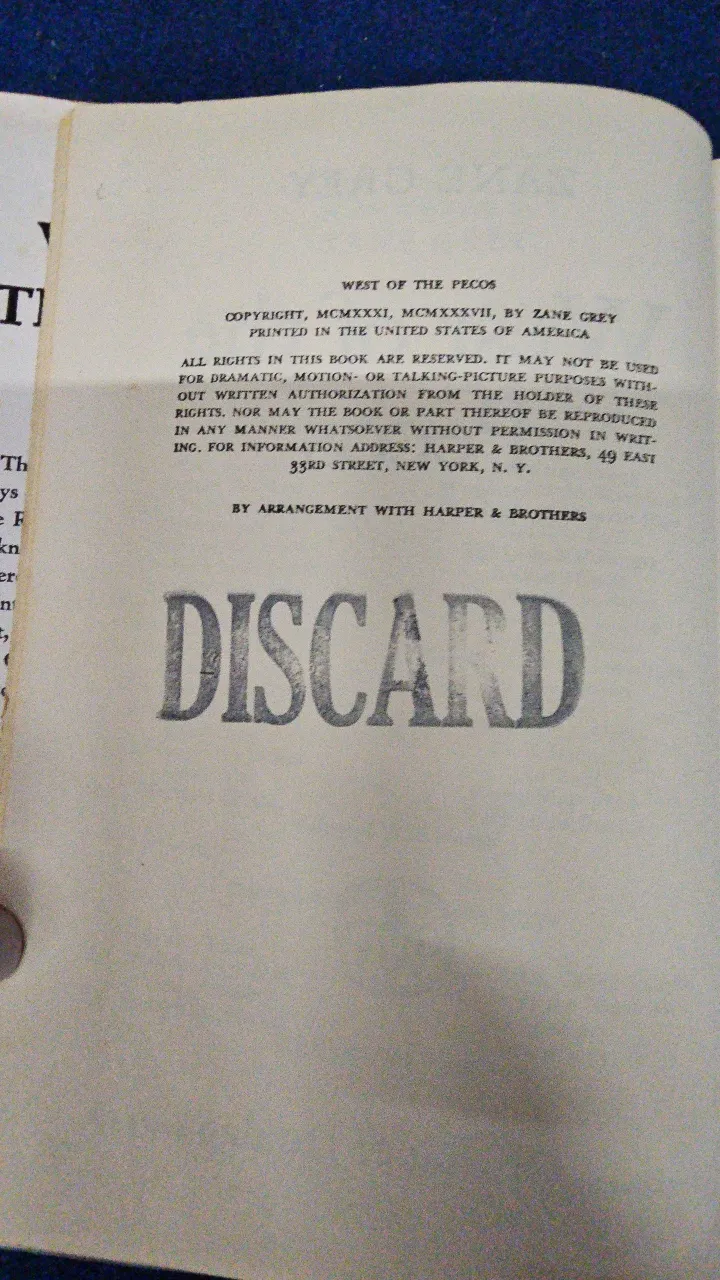 WEST OF THE PECOS
COPYRIGHT, MCMXXXI, MCMXXXVII, BY ZANE GREY
PRINTED IN THE UNITED STATES OF AMERICA
ALL RIGHTS IN THIS BOOK ARE RESERVED. IT MAY NOT BE USED
FOR DRAMATIC, MOTION- OR TALKING-PICTURE PURPOSES WITH-
OUT WRITTEN AUTHORIZATION FROM THE HOLDER OF THESE
RIGHTS. NOR MAY THE BOOK OR PART THEREOF BE REPRODUCED
IN ANY MANNER WHATSOEVER WITHOUT PERMISSION IN WRIT-
ING. FOR INFORMATION ADDRESS: HARPER & BROTHERS, 49 EAST
33RD STREET, NEW YORK, N. Y.
BY ARRANGEMENT WITH HARPER & BROTHERS
DISCARD